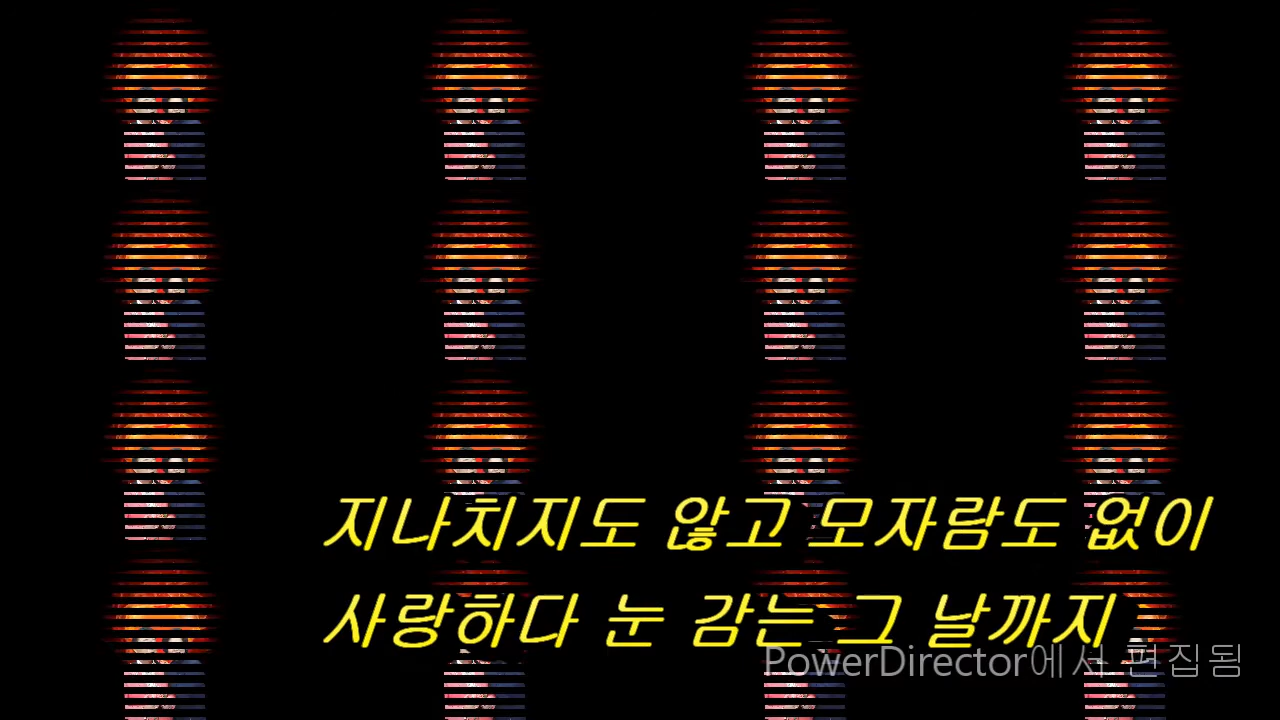 지나치지도 않고 모자람도 없이
사랑하다 눈 감는 그 날까지
PowerDirector에서 편집됨